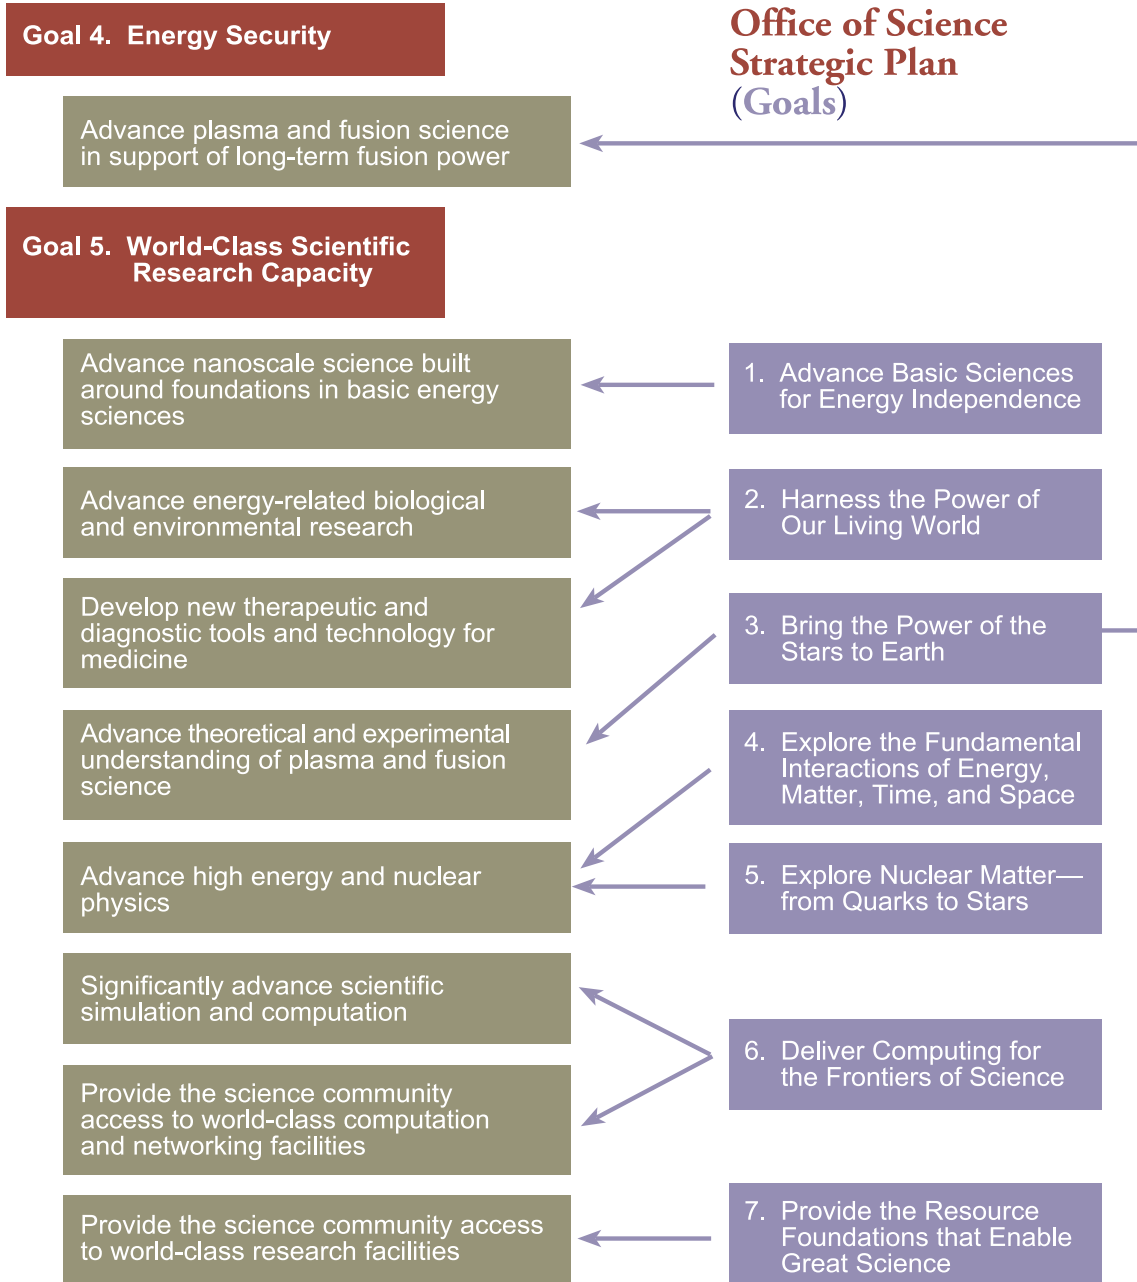 Goal 4. Energy Security
Office of Science
Strategic Plan
(Goals)
Advance plasma and fusion science
in support of long-term fusion power
Goal 5. World-Class Scientific
Research Capacity
Advance nanoscale science built
around foundations in basic energy
sciences
1. Advance Basic Sciences
for Energy Independence
Advance energy-related biological
and environmental research
2. Harness the Power of
Our Living World
Develop new therapeutic and
diagnostic tools and technology for
medicine
3. Bring the Power of the
Stars to Earth
Advance theoretical and experimental
understanding of plasma and fusion
science
4. Explore the Fundamental
Interactions of Energy,
Matter, Time, and Space
Advance high energy and nuclear
physics
5. Explore Nuclear Matter—
from Quarks to Stars
Significantly advance scientific
simulation and computation
6. Deliver Computing for
the Frontiers of Science
Provide the science community
access to world-class computation
and networking facilities
Provide the science community access
to world-class research facilities
7. Provide the Resource
Foundations that Enable
Great Science